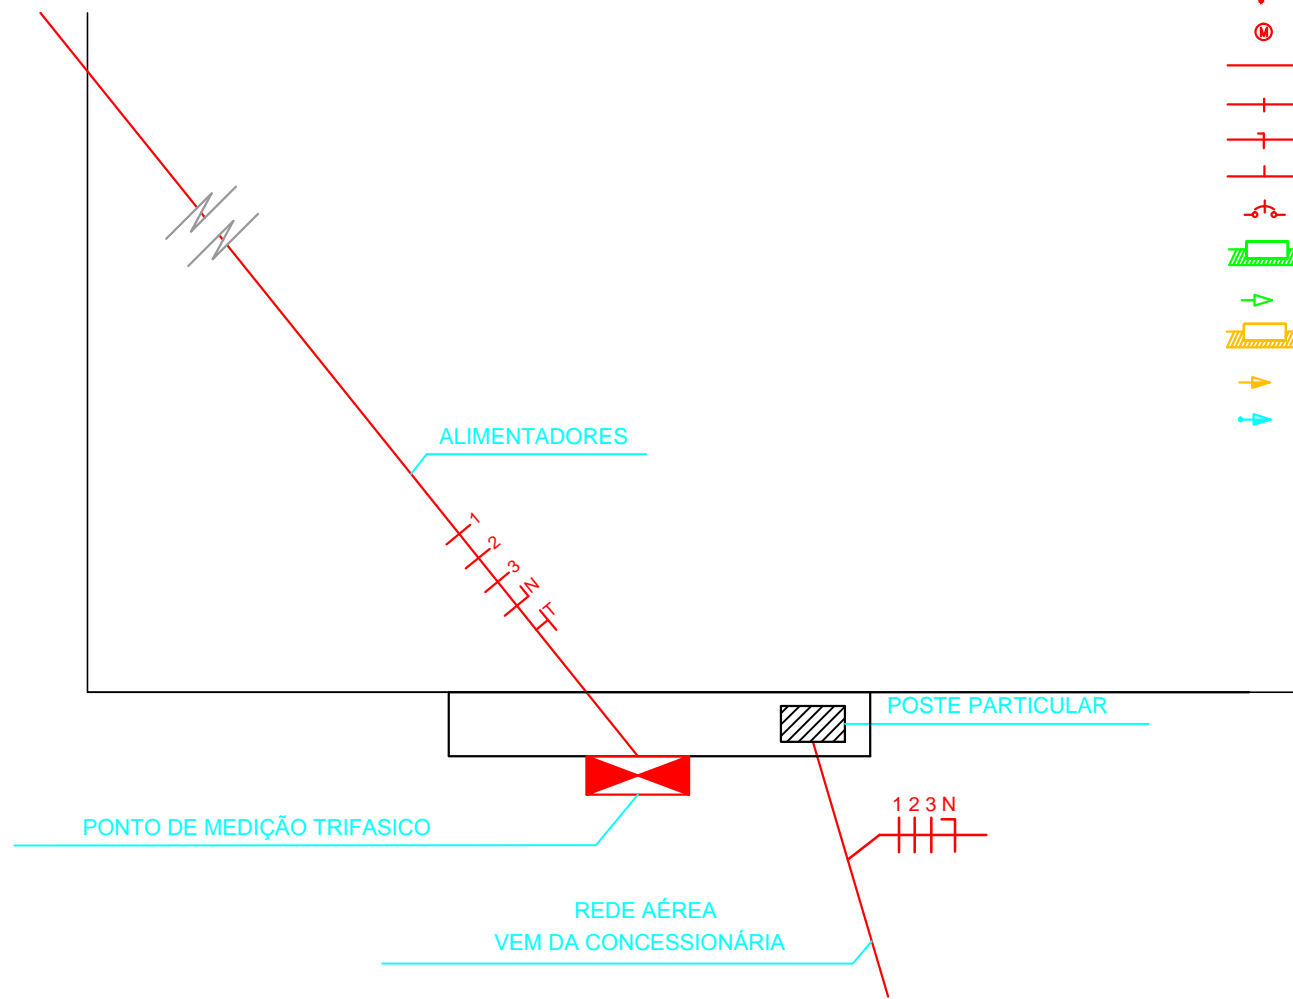 M
ALIMENTADORES
1
2
3
N
T
POSTE PARTICULAR
1 2 3 N
PONTO DE MEDIÇÃO TRIFASICO
REDE AÉREA
VEM DA CONCESSIONÁRIA